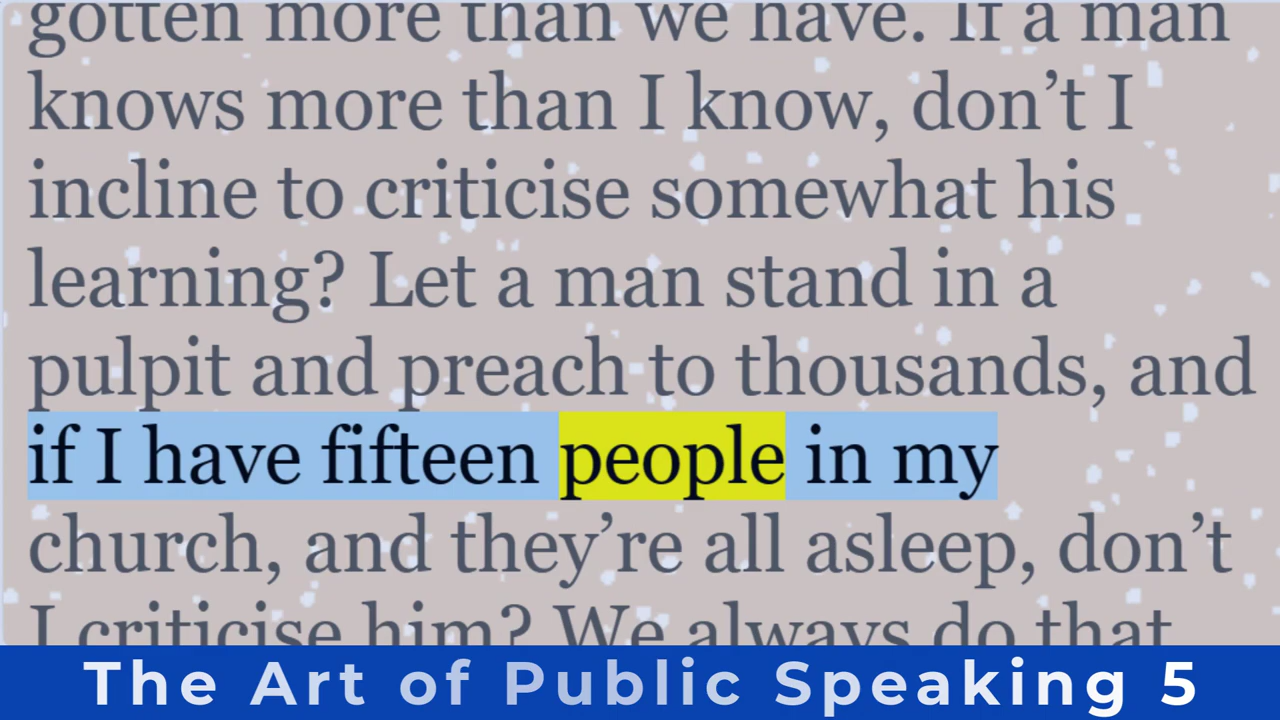 gotten more than we have. If a man
knows more than I know, don’t I
incline to criticise somewhat his
learning? Let a man stand in a
pulpit and preach to thousands, and
if I have fifteen people in my
church, and they’re all asleep, don’t
I criticise him? We always do that
The Art of Public Speaking 5